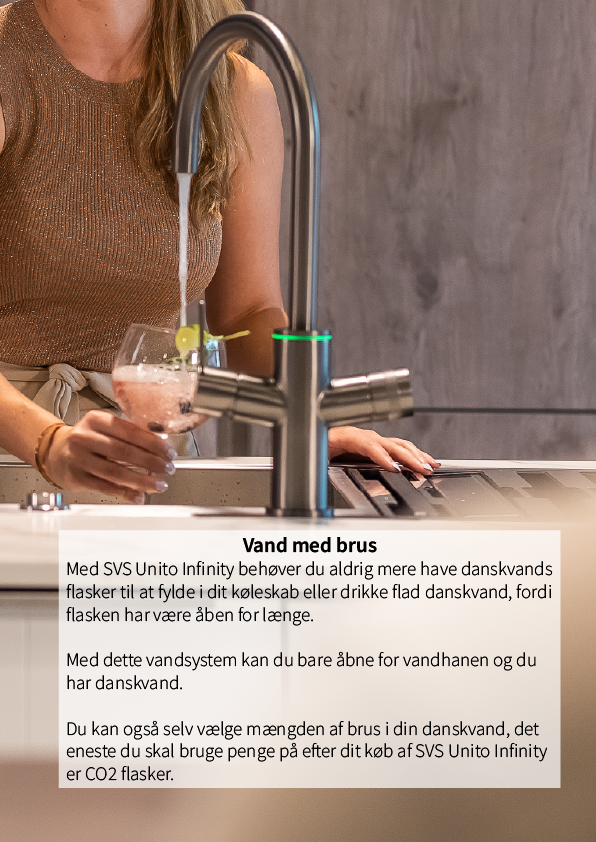 Vand med brus
Med SVS Unito Infinity behøver du aldrig mere have danskvands
flasker til at fylde i dit køleskab eller drikke flad danskvand, fordi
flasken har være åben for længe.
Med dette vandsystem kan du bare åbne for vandhanen og du
har danskvand.
Du kan også selv vælge mængden af brus i din danskvand, det
eneste du skal bruge penge på efter dit køb af SVS Unito Infinity
er CO2 flasker.